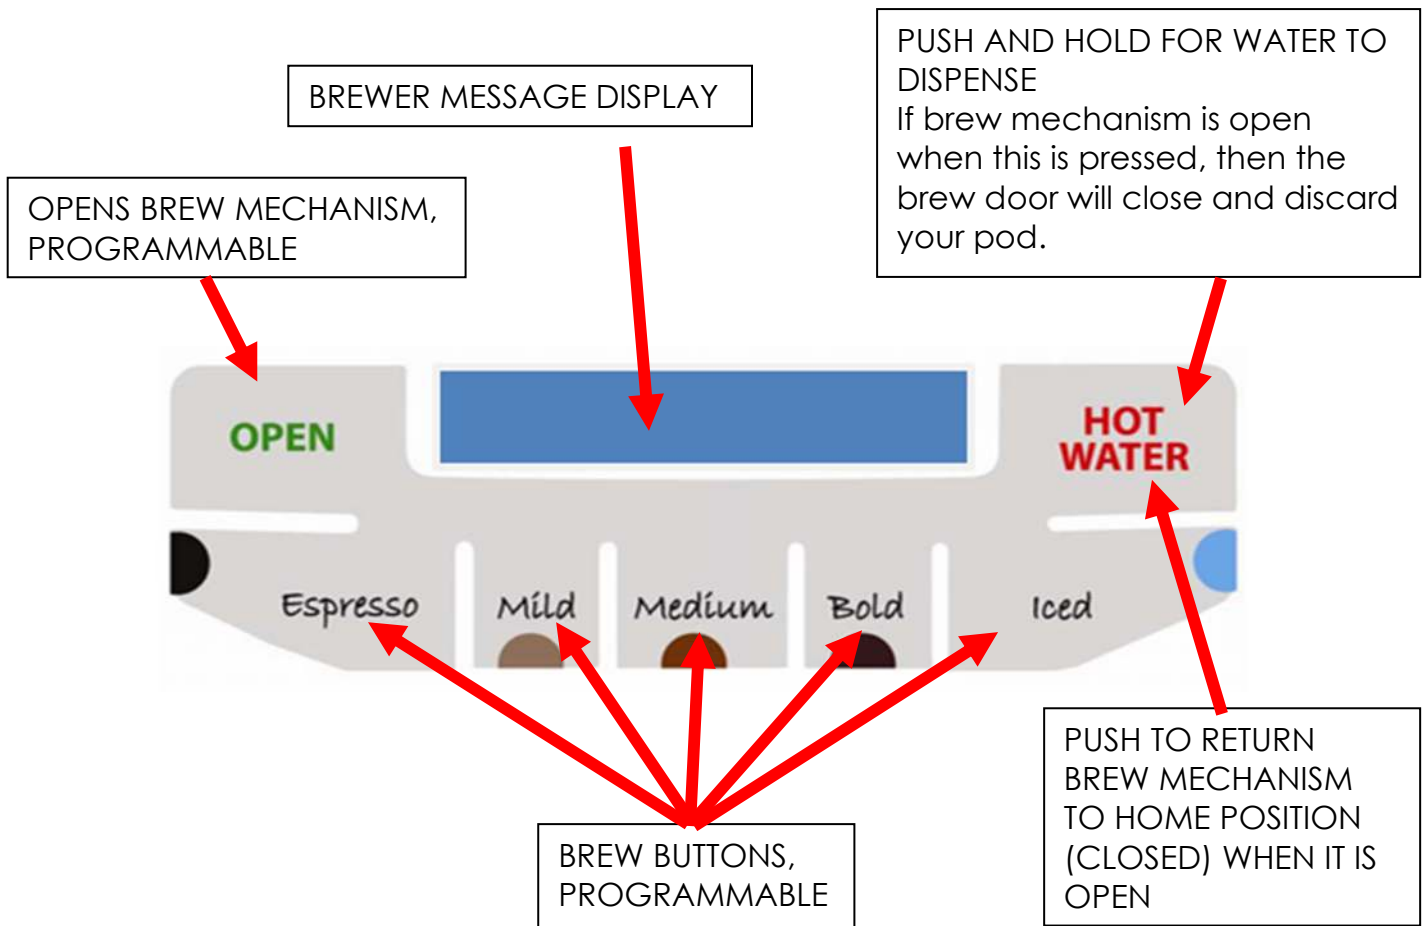 PUSH AND HOLD FOR WATER TO
DISPENSE
If brew mechanism is open
when this is pressed, then the
brew door will close and discard
your pod.
BREWER MESSAGE DISPLAY
OPENS BREW MECHANISM,
PROGRAMMABLE
OPEN
HOT
WATER
Espresso
Mild
Medium
Bold
Iced
PUSH TO RETURN
BREW MECHANISM
TO HOME POSITION
(CLOSED) WHEN IT IS
OPEN
BREW BUTTONS,
PROGRAMMABLE